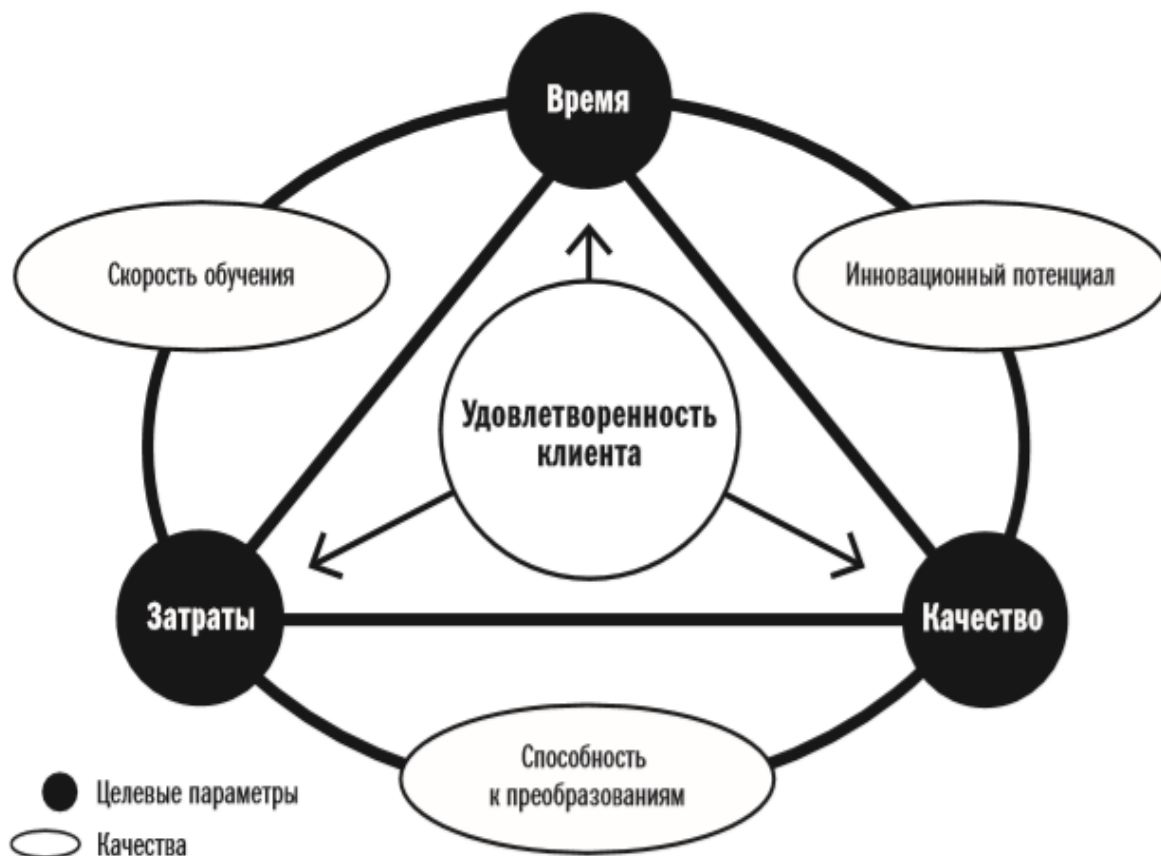 Время
Скорость обучения
Инновационный потенциал
Удовлетворенность
клиента
Затраты
Качество
Способность
к преобразованиям
Целевые параметры
Качества